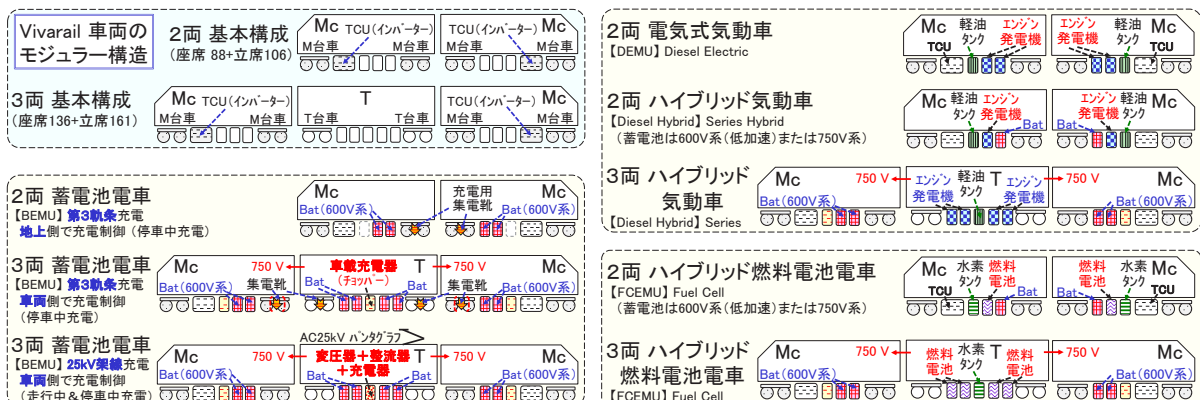 Vivarail 車両の
モジュラー構造
2両 基本構成
(座席 88+立席106)
Mc TCU(インバーター)
M台車 M台車
TCU(インバーター) Mc
M台車 M台車
3両 基本構成
(座席136+立席161)
Mc TCU(インバーター)
M台車 M台車
T
T台車 T台車
TCU(インバーター) Mc
M台車 M台車
2両 蓄電池電車
【BEMU】第3軌条充電
地上側で充電制御 (停車中充電)
Mc
Bat(600V系)
充電用
集電靴
Mc
Bat(600V系)
3両 蓄電池電車
【BEMU】第3軌条充電
車両側で充電制御
(停車中充電)
Mc 750 V
Bat(600V系) 集電靴
車載充電器 T
(チョッパー)
Bat Bat
750 V Mc
集電靴 Bat(600V系)
3両 蓄電池電車
【BEMU】25kV架線充電
車両側で充電制御
(走行中&停車中充電)
AC25kV パンタグラフ
Mc 750 V
Bat(600V系)
変圧器+整流器 T
+充電器
Bat Bat
750 V Mc
Bat(600V系)
2両 電気式気動車
【DEMU】Diesel Electric
Mc 軽油 エンジン
TCU タンク 発電機
エンジン 軽油 Mc
発電機 タンク TCU
2両 ハイブリッド気動車
【Diesel Hybrid】Series Hybrid
(蓄電池は600V系(低加速)または750V系)
Mc 軽油 エンジン
タンク 発電機
Bat
エンジン 軽油 Mc
発電機 タンク
Bat
3両 ハイブリッド
気動車
【Diesel Hybrid】Series
Mc 750 V
Bat(600V系)
エンジン 軽油 T エンジン
発電機 タンク 発電機
750 V Mc
Bat(600V系)
2両 ハイブリッド燃料電池電車
【FCEMU】Fuel Cell
(蓄電池は600V系(低加速)または750V系)
Mc 水素 燃料
TCU タンク 電池
Bat
燃料 水素 Mc
電池 タンク TCU
Bat
3両 ハイブリッド
燃料電池電車
【FCEMU】Fuel Cell
Mc 750 V
Bat(600V系)
燃料 水素 T 燃料
電池 タンク 電池
750 V Mc
Bat(600V系)